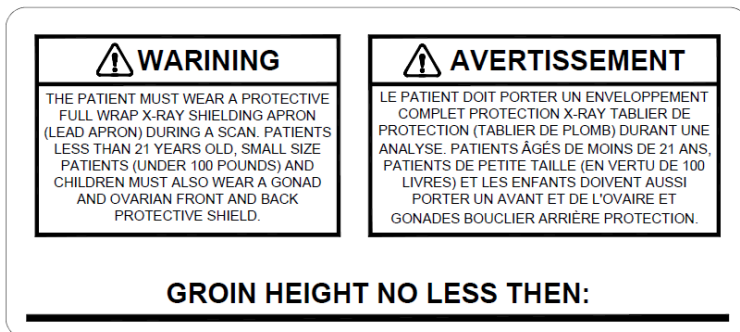 WARINING
THE PATIENT MUST WEAR A PROTECTIVE
FULL WRAP X-RAY SHIELDING APRON
(LEAD APRON) DURING A SCAN. PATIENTS
LESS THAN 21 YEARS OLD, SMALL SIZE
PATIENTS (UNDER 100 POUNDS) AND
CHILDREN MUST ALSO WEAR A GONAD
AND OVARIAN FRONT AND BACK
PROTECTIVE SHIELD.
AVERTISSEMENT
LE PATIENT DOIT PORTER UN ENVELOPPEMENT
COMPLET PROTECTION X-RAY TABLIER DE
PROTECTION (TABLIER DE PLOMB) DURANT UNE
ANALYSE. PATIENTS ÂGÉS DE MOINS DE 21 ANS,
PATIENTS DE PETITE TAILLE (EN VERTU DE 100
LIVRES) ET LES ENFANTS DOIVENT AUSSI
PORTER UN AVANT ET DE L'OVAIRE ET
GONADES BOUCLIER ARRIÈRE PROTECTION.
GROIN HEIGHT NO LESS THEN: